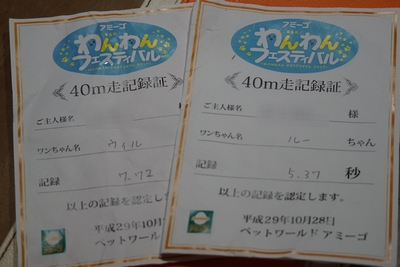 アミーゴ
わんわん
フェスティバル
40m走記録証
ご主人様名
ワンちゃん名 ウィル
記録 7.72
以上の記録を認定しま
平成29年10月
ペットワール
アミーゴ
わんわん
フェスティバル
40m走記録証
ご主人様名 様
ワンちゃん名 ルー ちゃん
記録 5.37 秒
以上の記録を認定します。
平成29年10月28日
ペットワールド アミーゴ